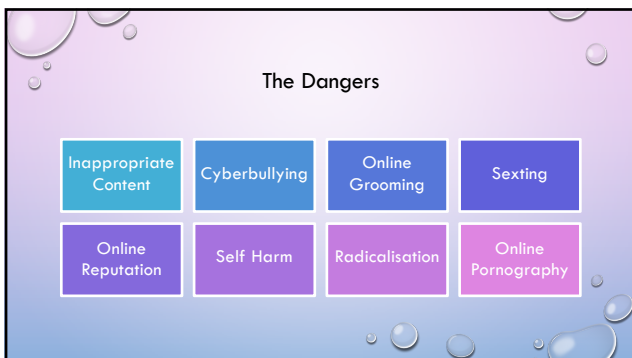 The Dangers
Inappropriate
Content
Cyberbullying
Online
Grooming
Sexting
Online
Reputation
Self Harm
Radicalisation
Online
Pornography